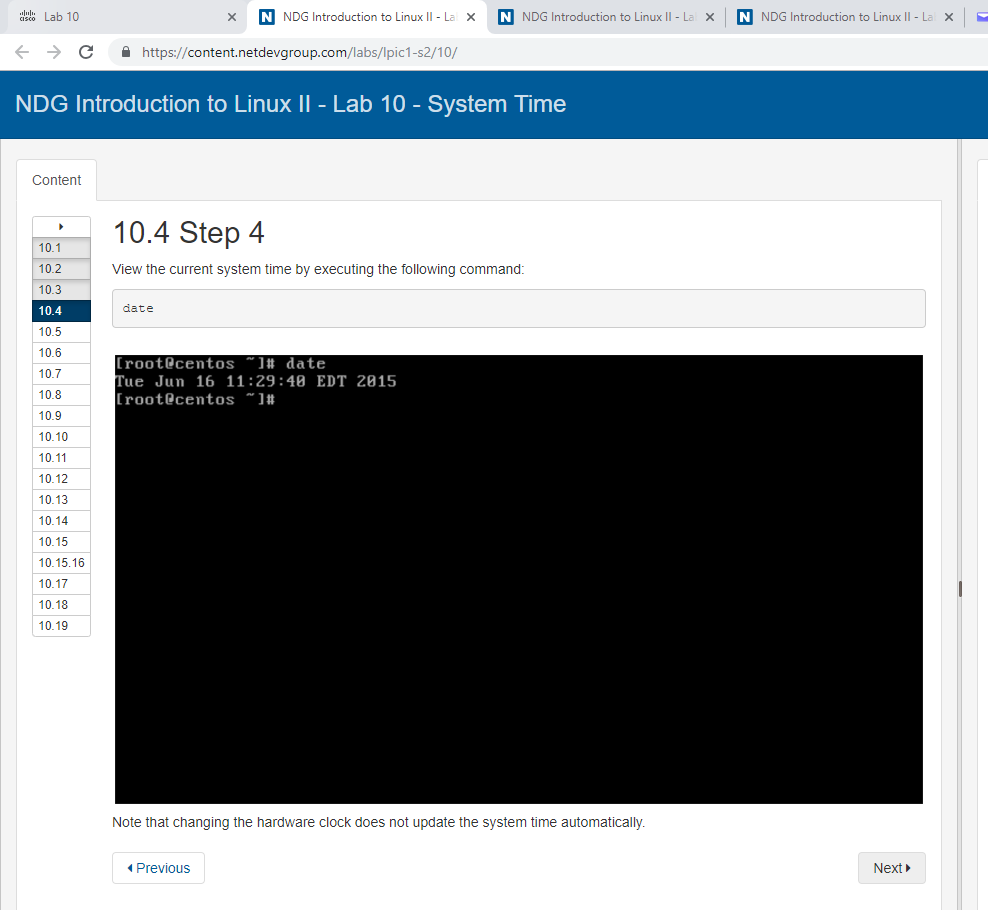 Lab 10
NDG Introduction to Linux II - La
NDG Introduction to Linux II - La
NDG Introduction to Linux II - La
https://content.netdevgroup.com/labs/lpic1-s2/10/
NDG Introduction to Linux II - Lab 10 - System Time
Content
10.1
10.2
10.3
10.4
10.5
10.6
10.7
10.8
10.9
10.10
10.11
10.12
10.13
10.14
10.15
10.15.16
10.17
10.18
10.19
10.4 Step 4
View the current system time by executing the following command:
date
[root@centos ~]# date
Tue Jun 16 11:29:40 EDT 2015
[root@centos ~]#
Note that changing the hardware clock does not update the system time automatically.
Previous
Next